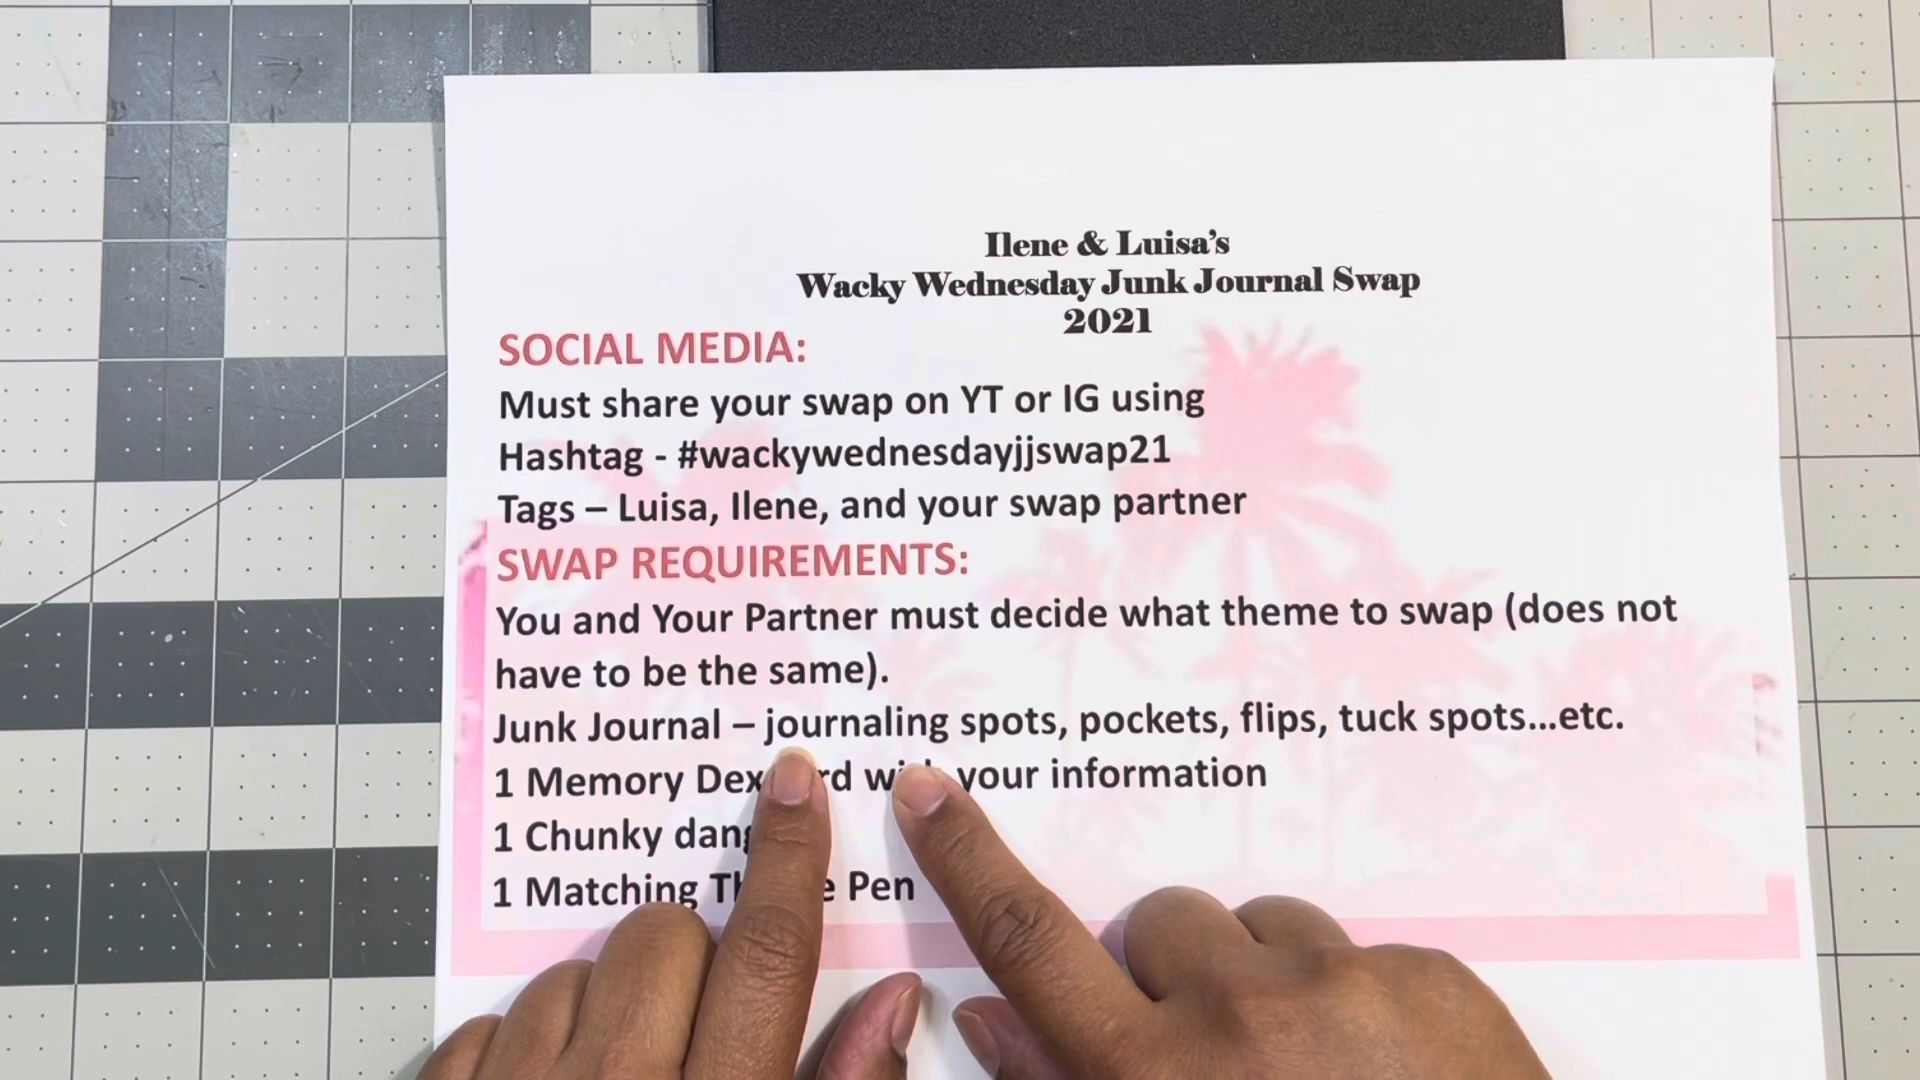 Ilene & Luisa's
Wacky Wednesday Junk Journal Swap
2021
SOCIAL MEDIA:
Must share your swap on YT or IG using
Hashtag - #wackywednesdayjjswap21
Tags – Luisa, Ilene, and your swap partner
SWAP REQUIREMENTS:
You and Your Partner must decide what theme to swap (does not
have to be the same).
Junk Journal – journaling spots, pockets, flips, tuck spots...etc.
1 Memory Dex your information
1 Chunky
1 Matching Pen